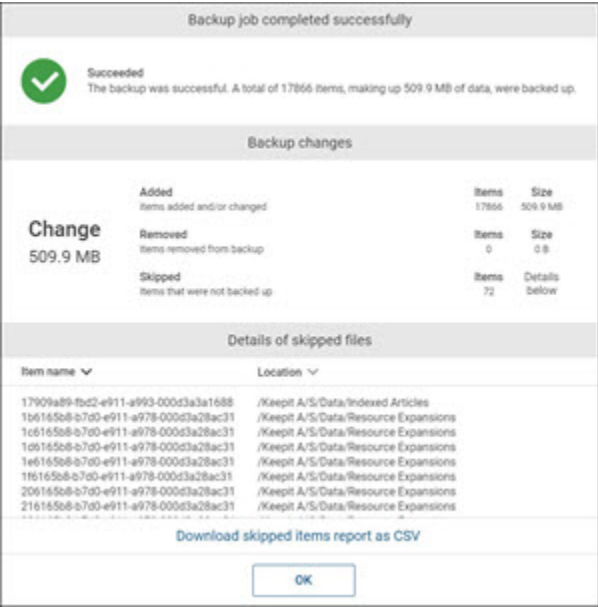 Backup job completed successfully
Succeeded
The backup was successful. A total of 17866 items, making up 509.9 MB of data, were backed up.
Backup changes
Change
509.9 MB
Added Items Size
Items added and/or changed 17866 509.9 MB
Removed Items Size
Items removed from backup 0 0 B
Skipped Items Details
Items that were not backed up 72 below
Details of skipped files
Item name Location
17909a89-fbd2-e911-a993-000d3a3a1688 /Keepit A/S/Data/Indexed Articles
1b6165b8-b7d0-e911-a978-000d3a28ac31 /Keepit A/S/Data/Resource Expansions
1c6165b8-b7d0-e911-a978-000d3a28ac31 /Keepit A/S/Data/Resource Expansions
1d6165b8-b7d0-e911-a978-000d3a28ac31 /Keepit A/S/Data/Resource Expansions
1e6165b8-b7d0-e911-a978-000d3a28ac31 /Keepit A/S/Data/Resource Expansions
1f6165b8-b7d0-e911-a978-000d3a28ac31 /Keepit A/S/Data/Resource Expansions
206165b8-b7d0-e911-a978-000d3a28ac31 /Keepit A/S/Data/Resource Expansions
216165b8-b7d0-e911-a978-000d3a28ac31 /Keepit A/S/Data/Resource Expansions
Download skipped items report as CSV
OK